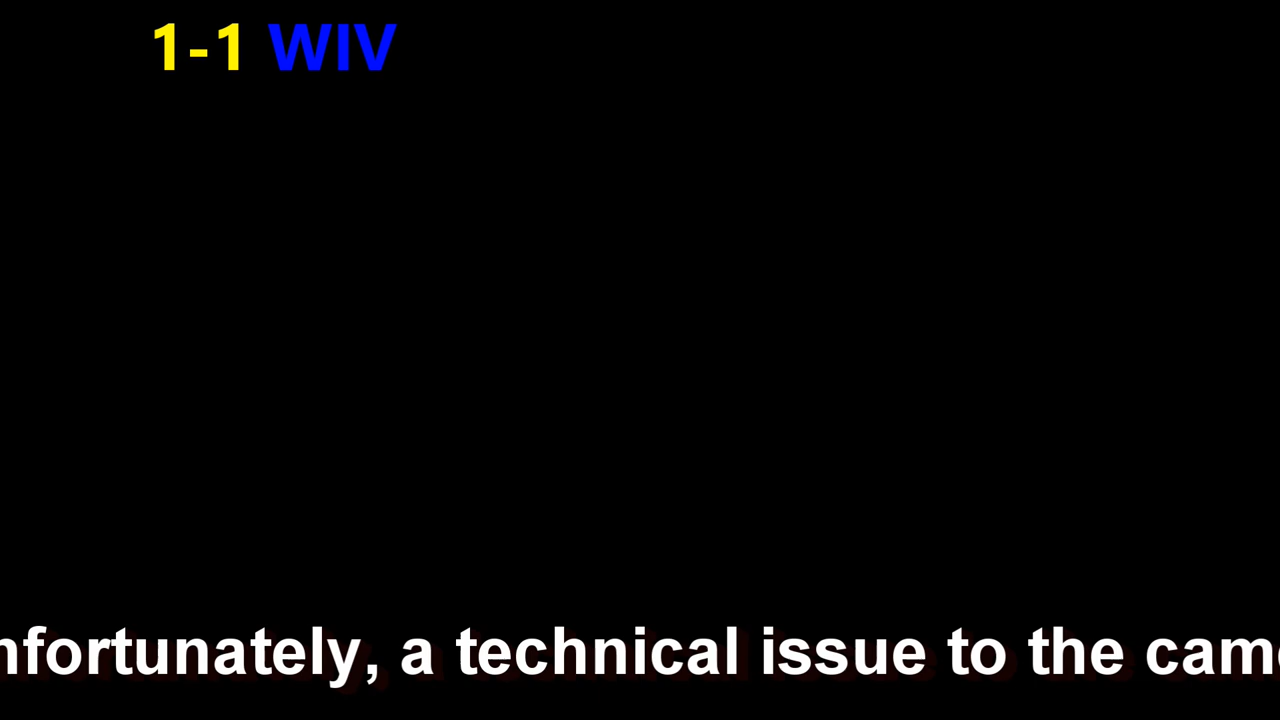 1-1 WIV
nfortunately, a technical issue to the cam